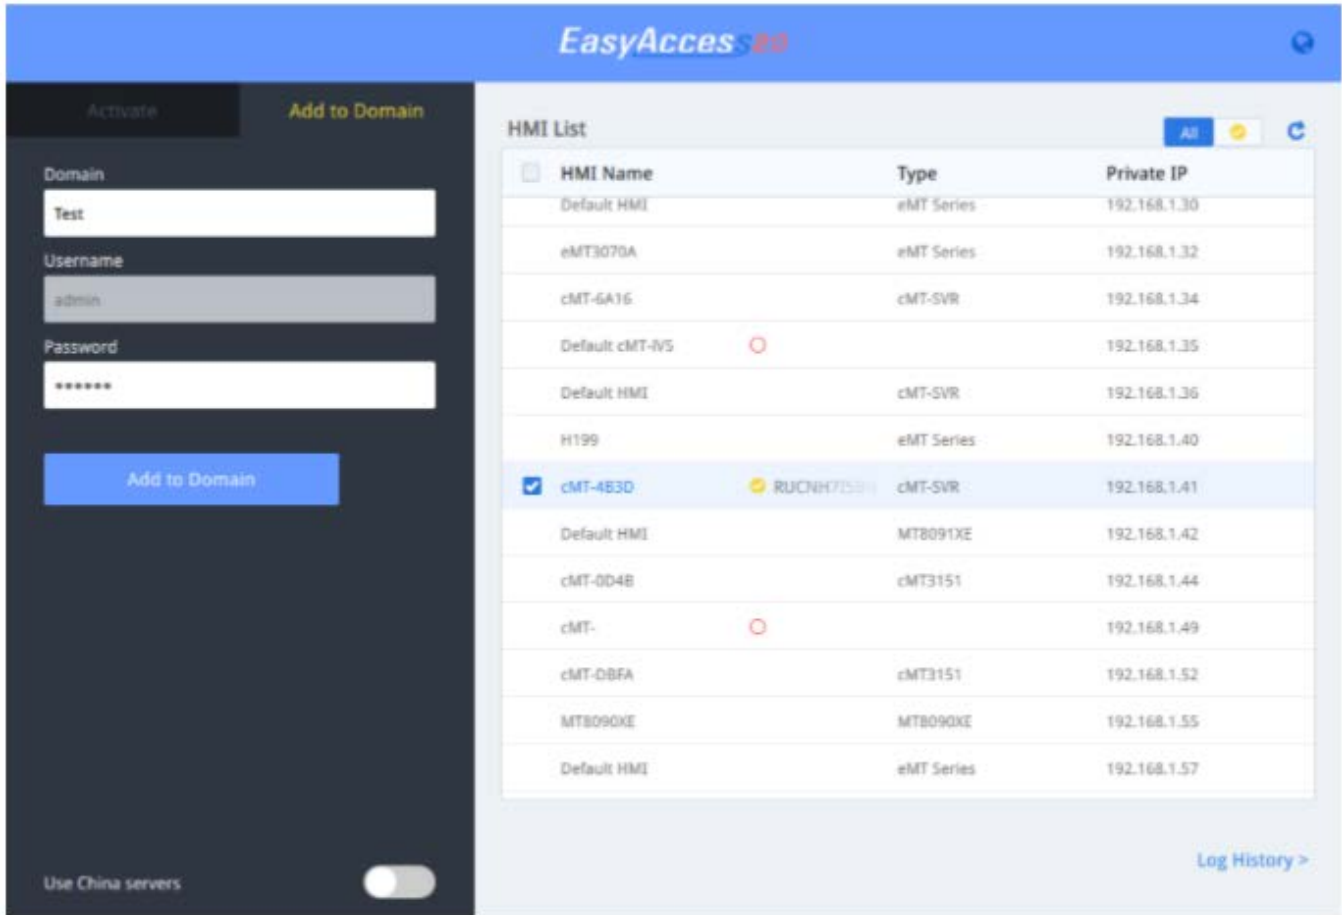 EasyAccess 2.0
Activate
Add to Domain
Domain
Test
Username
admin
Password
******
Add to Domain
Use China servers
HMI List
All
HMI Name Type Private IP
Default HMI eMT Series 192.168.1.30
eMT3070A eMT Series 192.168.1.32
cMT-6A16 cMT-SVR 192.168.1.34
Default cMT-iV5 192.168.1.35
Default HMI cMT-SVR 192.168.1.36
H199 eMT Series 192.168.1.40
cMT-4B3D cMT-SVR 192.168.1.41
Default HMI MT8091XE 192.168.1.42
cMT-0D4B cMT3151 192.168.1.44
cMT- 192.168.1.49
cMT-DBFA cMT3151 192.168.1.52
MT8090XE MT8090XE 192.168.1.55
Default HMI eMT Series 192.168.1.57
Log History >